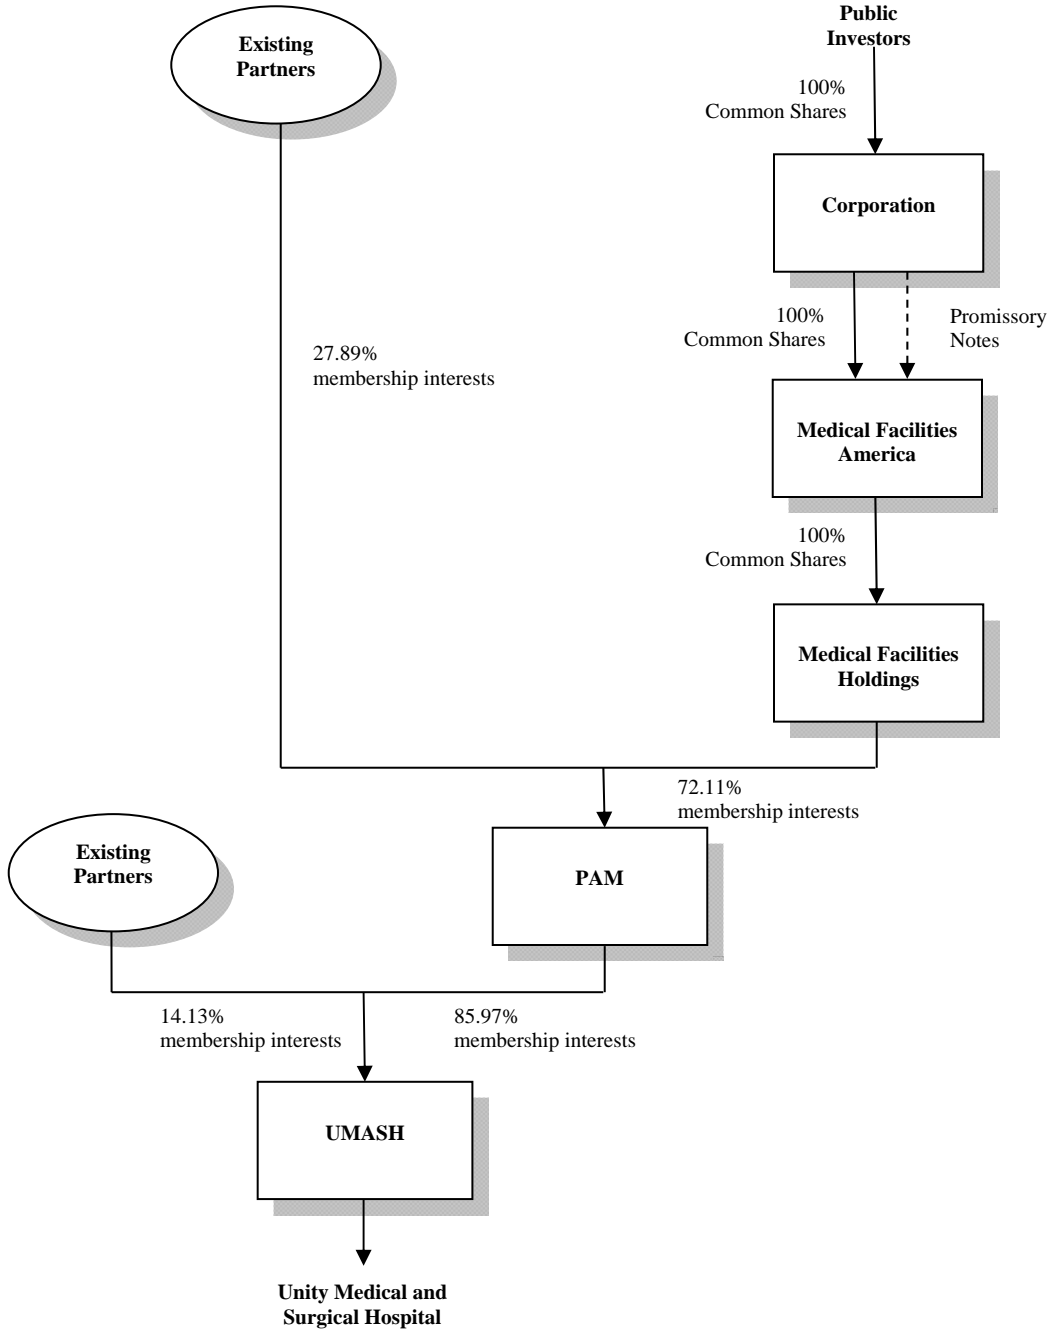 Public
Investors
Existing
Partners
100%
Common Shares
Corporation
100%
Common Shares
Promissory
Notes
27.89%
membership interests
Medical Facilities
America
100%
Common Shares
Medical Facilities
Holdings
72.11%
membership interests
Existing
Partners
PAM
14.13%
membership interests
85.97%
membership interests
UMASH
Unity Medical and
Surgical Hospital